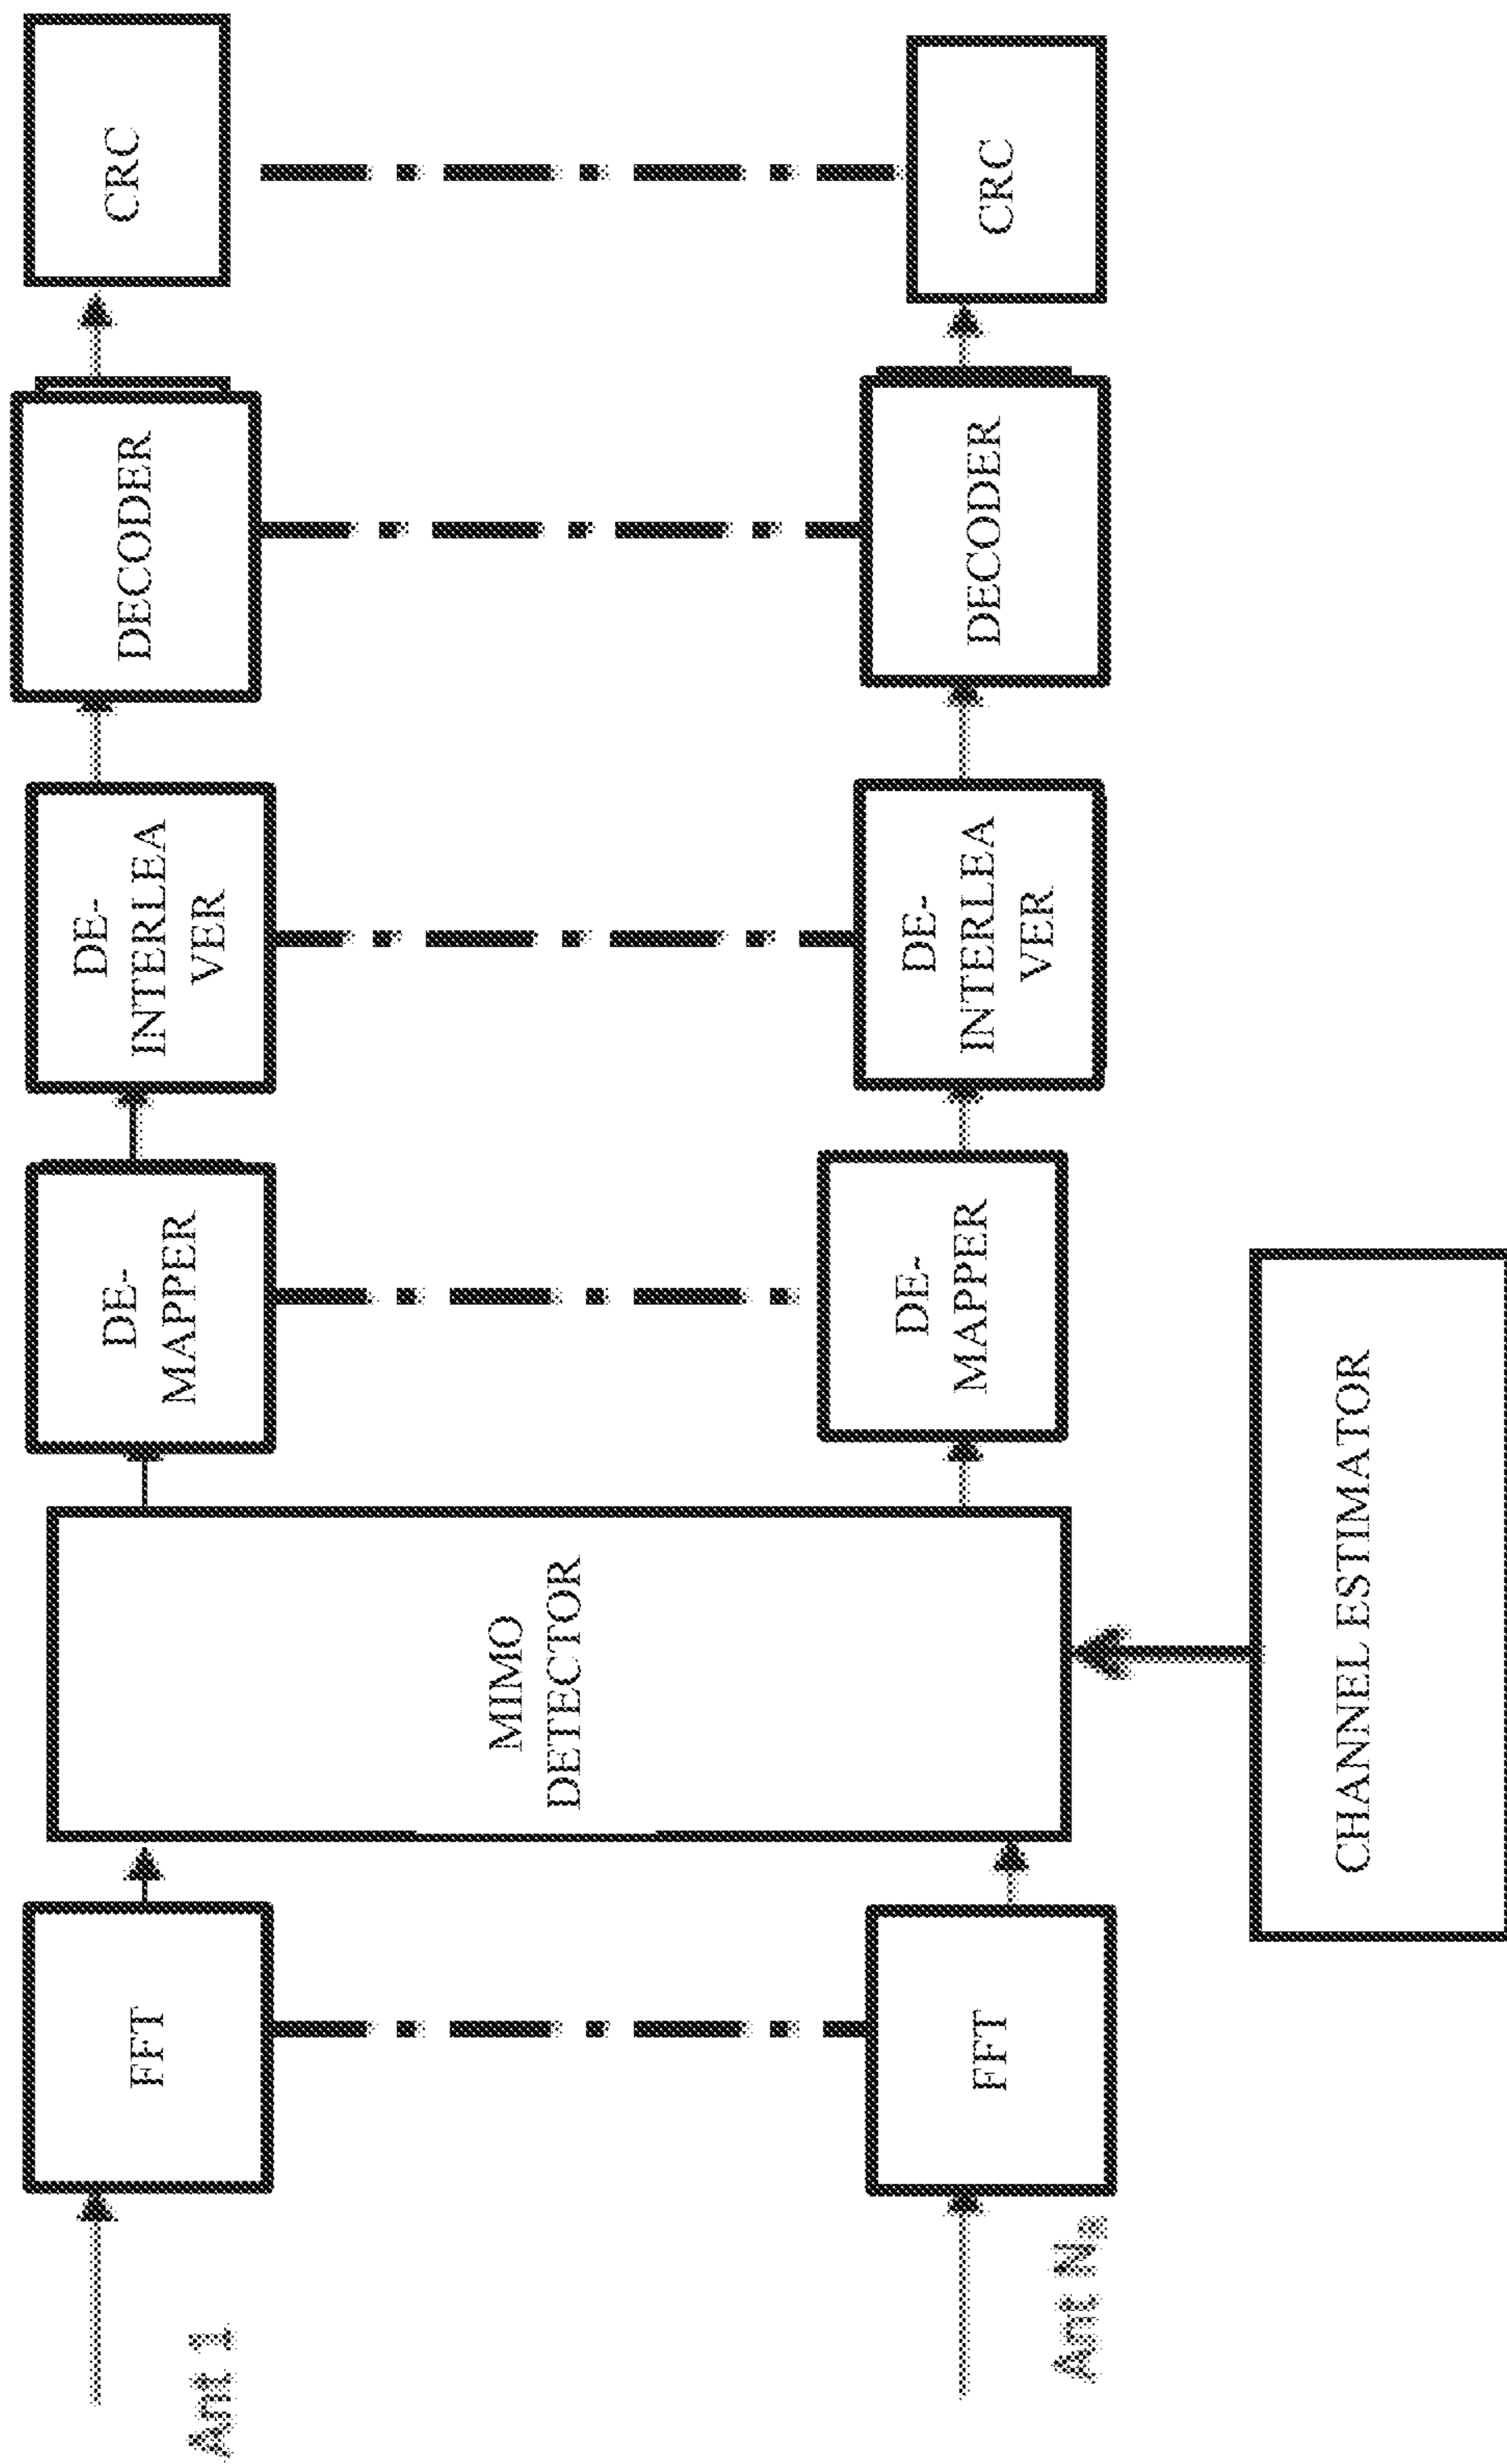 Ant 1
FFT
DE-
MAPPER
DE-
INTERLEA
VER
DECODER
CRC
MIMO
DETECTOR
Ant N
FFT
DE-
MAPPER
DE-
INTERLEA
VER
DECODER
CRC
CHANNEL ESTIMATOR